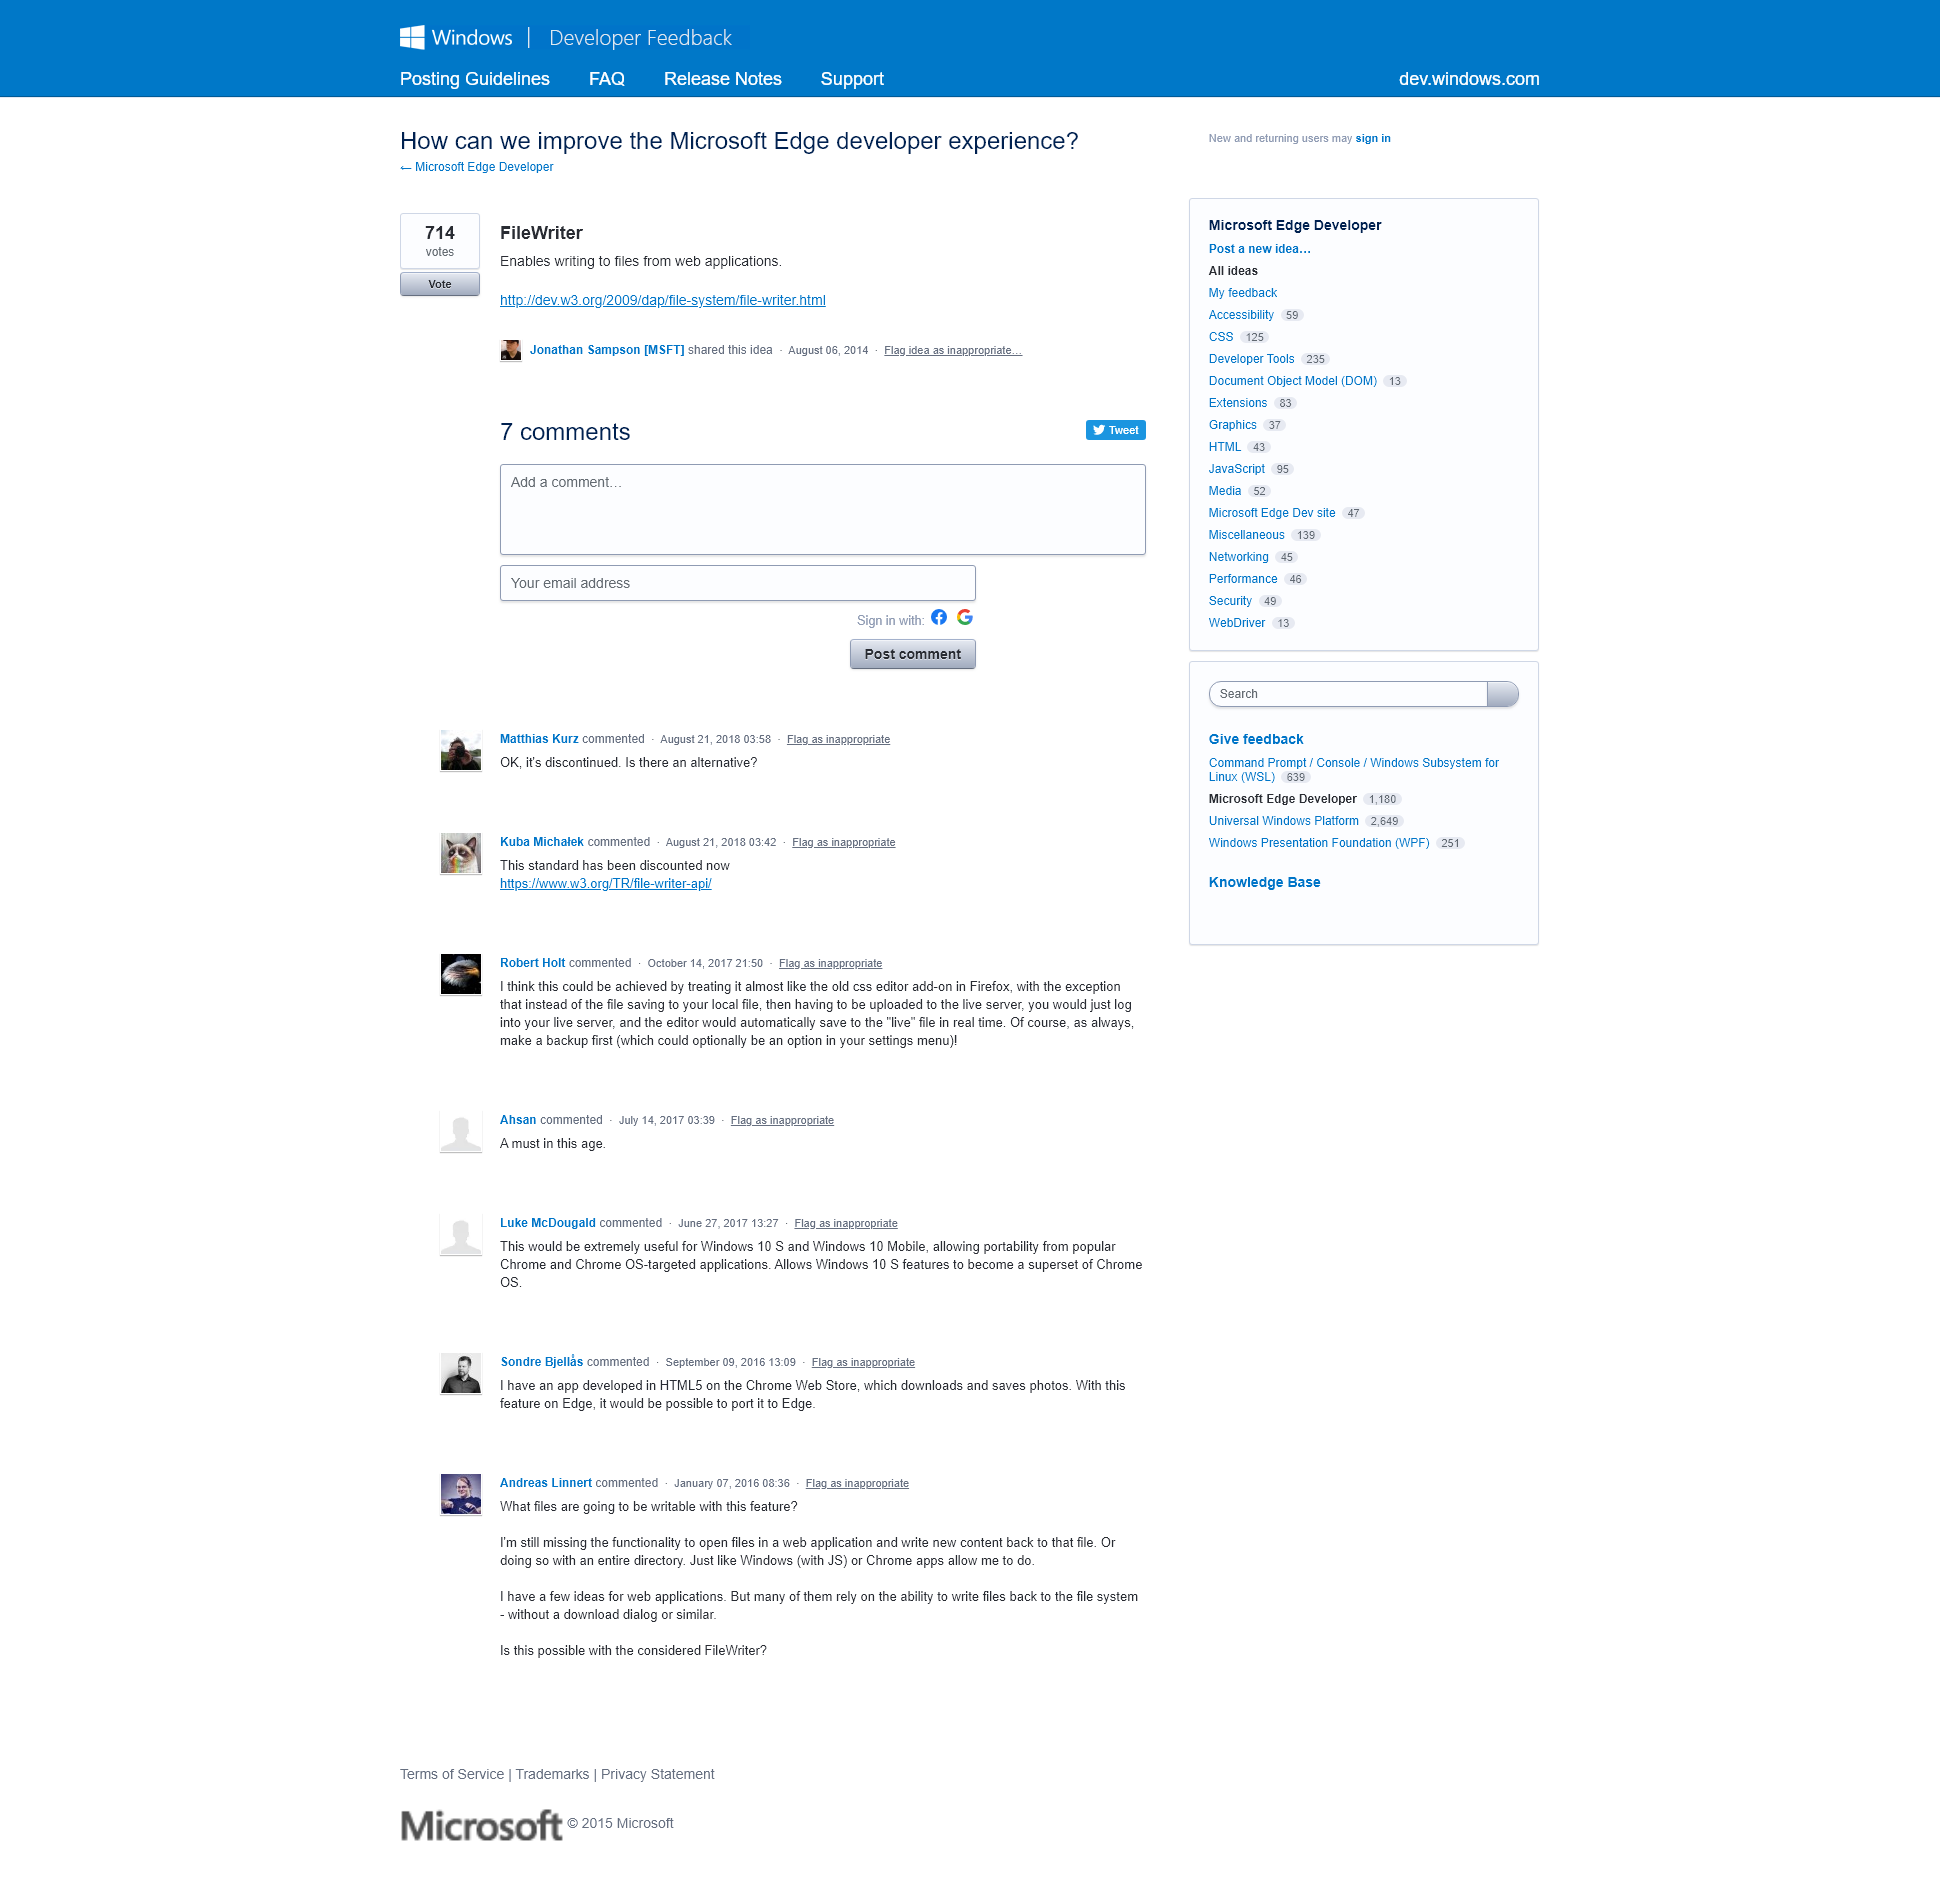 Windows | Developer Feedback
Posting Guidelines FAQ Release Notes Support dev.windows.com
How can we improve the Microsoft Edge developer experience?
← Microsoft Edge Developer
New and returning users may sign in
714
votes
Vote
FileWriter
Enables writing to files from web applications.
http://dev.w3.org/2009/dap/file-system/file-writer.html
Jonathan Sampson [MSFT] shared this idea · August 06, 2014 · Flag idea as inappropriate…
7 comments
Tweet
Add a comment…
Your email address
Sign in with:
Post comment
Matthias Kurz commented · August 21, 2018 03:58 · Flag as inappropriate
OK, it's discontinued. Is there an alternative?
Kuba Michałek commented · August 21, 2018 03:42 · Flag as inappropriate
This standard has been discounted now
https://www.w3.org/TR/file-writer-api/
Robert Holt commented · October 14, 2017 21:50 · Flag as inappropriate
I think this could be achieved by treating it almost like the old css editor add-on in Firefox, with the exception
that instead of the file saving to your local file, then having to be uploaded to the live server, you would just log
into your live server, and the editor would automatically save to the "live" file in real time. Of course, as always,
make a backup first (which could optionally be an option in your settings menu)!
Ahsan commented · July 14, 2017 03:39 · Flag as inappropriate
A must in this age.
Luke McDougald commented · June 27, 2017 13:27 · Flag as inappropriate
This would be extremely useful for Windows 10 S and Windows 10 Mobile, allowing portability from popular
Chrome and Chrome OS-targeted applications. Allows Windows 10 S features to become a superset of Chrome
OS.
Sondre Bjellås commented · September 09, 2016 13:09 · Flag as inappropriate
I have an app developed in HTML5 on the Chrome Web Store, which downloads and saves photos. With this
feature on Edge, it would be possible to port it to Edge.
Andreas Linnert commented · January 07, 2016 08:36 · Flag as inappropriate
What files are going to be writable with this feature?
I'm still missing the functionality to open files in a web application and write new content back to that file. Or
doing so with an entire directory. Just like Windows (with JS) or Chrome apps allow me to do.
I have a few ideas for web applications. But many of them rely on the ability to write files back to the file system
- without a download dialog or similar.
Is this possible with the considered FileWriter?
Microsoft Edge Developer
Post a new idea…
All ideas
My feedback
Accessibility 59
CSS 125
Developer Tools 235
Document Object Model (DOM) 13
Extensions 83
Graphics 37
HTML 43
JavaScript 95
Media 52
Microsoft Edge Dev site 47
Miscellaneous 139
Networking 45
Performance 46
Security 49
WebDriver 13
Search
Give feedback
Command Prompt / Console / Windows Subsystem for
Linux (WSL) 639
Microsoft Edge Developer 1,180
Universal Windows Platform 2,649
Windows Presentation Foundation (WPF) 251
Knowledge Base
Terms of Service | Trademarks | Privacy Statement
Microsoft © 2015 Microsoft